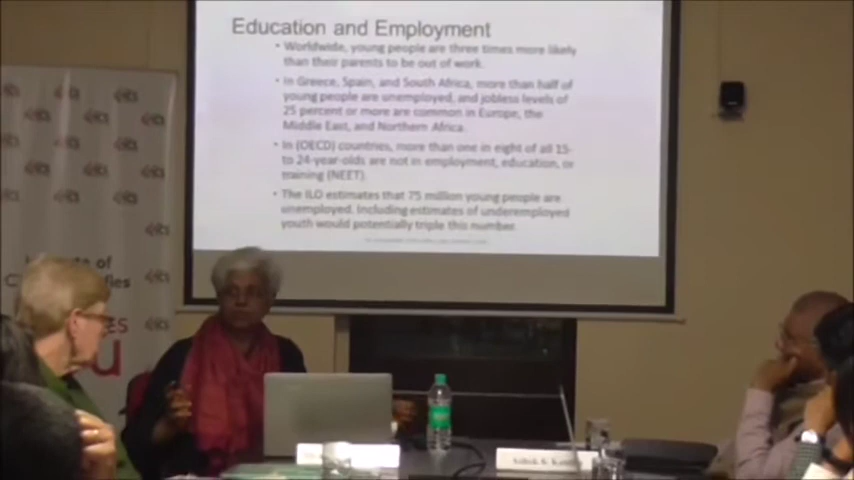 Education and Employment
• Worldwide, young people are three times more likely
than their parents to be out of work.
• In Greece, Spain, and South Africa, more than half of
young people are unemployed, and jobless levels of
25 percent or more are common in Europe, the
Middle East, and Northern Africa.
• In (OECD) countries, more than one in eight of all 15-
to 24-year-olds are not in employment, education, or
training (NEET).
• The ILO estimates that 75 million young people are
unemployed. Including estimates of underemployed
youth would potentially triple this number.
of